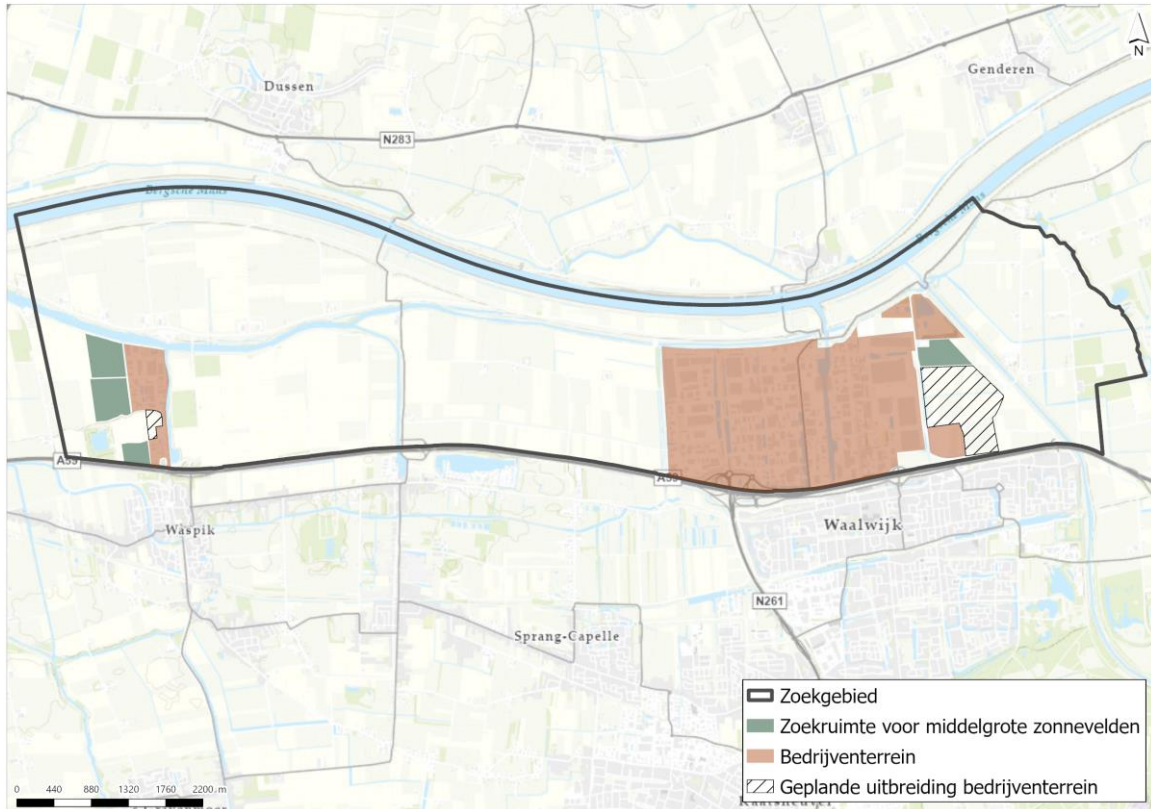 N
Genderen
Dussen
N283
Bergsche Maas
Bergsche Maas
A59
A59
Waspik
Waalwijk
N261
Sprang-Capelle
Zoekgebied
Zoekruimte voor middelgrote zonnevelden
Bedrijventerrein
Geplande uitbreiding bedrijventerrein
0 440 880 1320 1760 2200 m
Kaatsheuvel